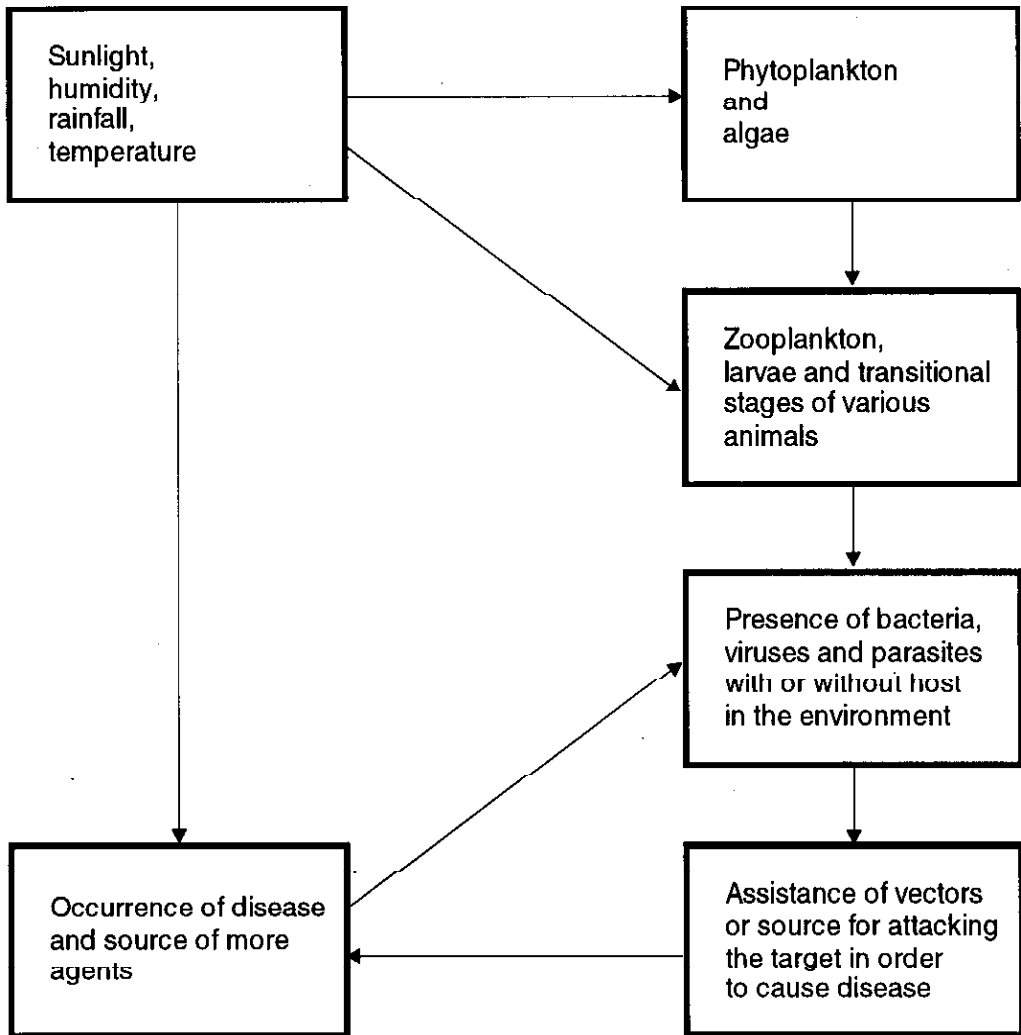 Sunlight,
humidity,
rainfall,
temperature
Phytoplankton
and
algae
Zooplankton,
larvae and transitional
stages of various
animals
Presence of bacteria,
viruses and parasites
with or without host
in the environment
Occurrence of disease
and source of more
agents
Assistance of vectors
or source for attacking
the target in order
to cause disease